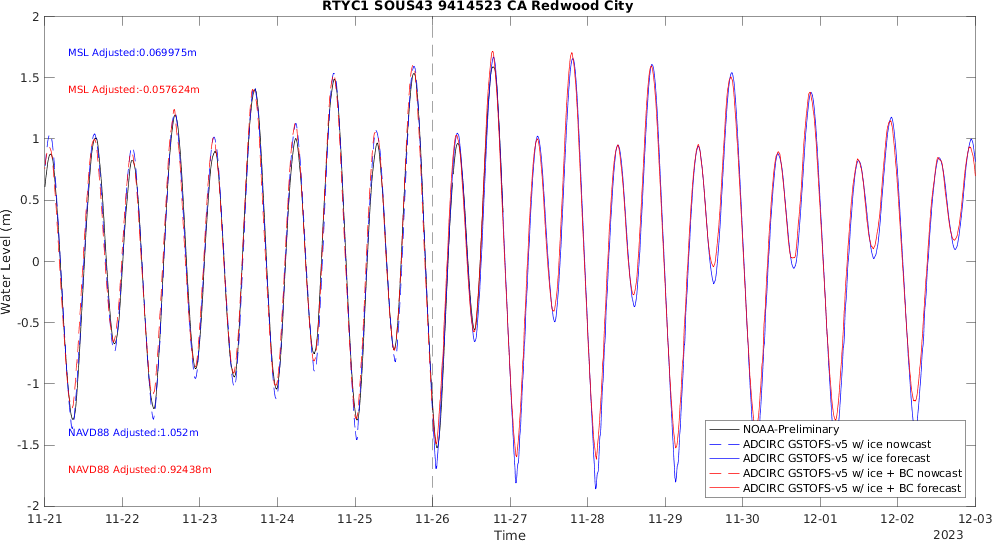 RTYC1 SOUS43 9414523 CA Redwood City
MSL Adjusted:0.069975m
MSL Adjusted:-0.057624m
NAVD88 Adjusted:1.052m
NAVD88 Adjusted:0.92438m
Water Level (m)
2
1.5
1
0.5
0
-0.5
-1
-1.5
-2
NOAA-Preliminary
ADCIRC GSTOFS-v5 w/ ice nowcast
ADCIRC GSTOFS-v5 w/ ice forecast
ADCIRC GSTOFS-v5 w/ ice + BC nowcast
ADCIRC GSTOFS-v5 w/ ice + BC forecast
11-21 11-22 11-23 11-24 11-25 11-26 11-27 11-28 11-29 11-30 12-01 12-02 12-03
Time
2023